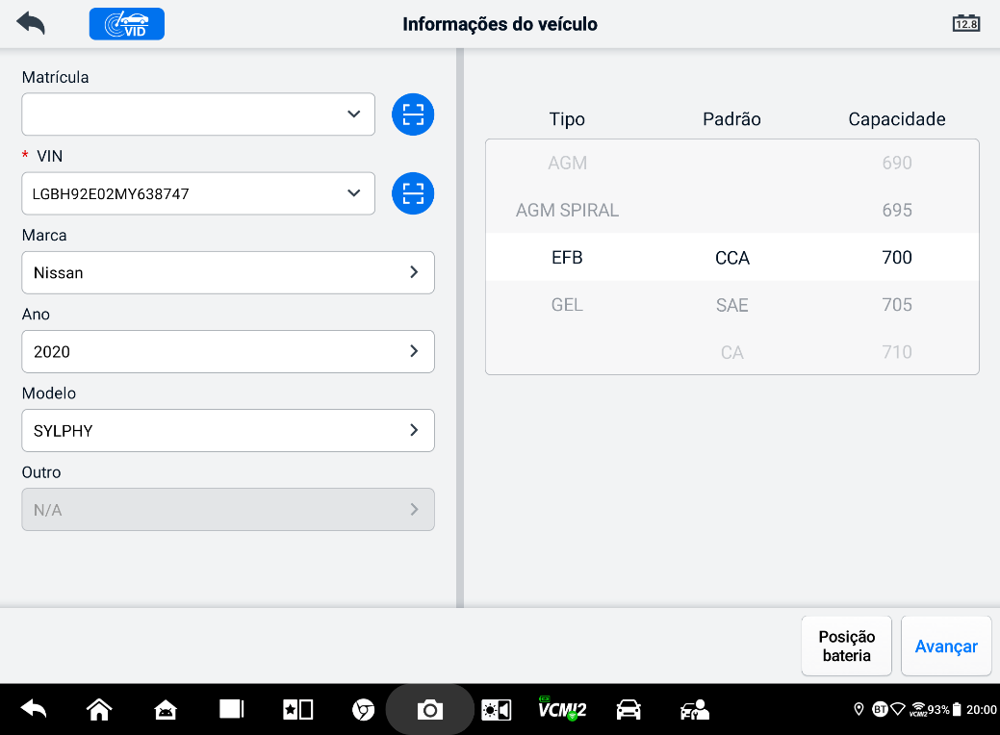 VID
Informações do veículo
12.8
Matrícula
* VIN
LGBH92E02MY638747
Marca
Nissan
Ano
2020
Modelo
SYLPHY
Outro
N/A
Tipo Padrão Capacidade
AGM 690
AGM SPIRAL 695
EFB CCA 700
GEL SAE 705
CA 710
Posição
bateria
Avançar
VCMI2
BT VCMI2 93% 20:00